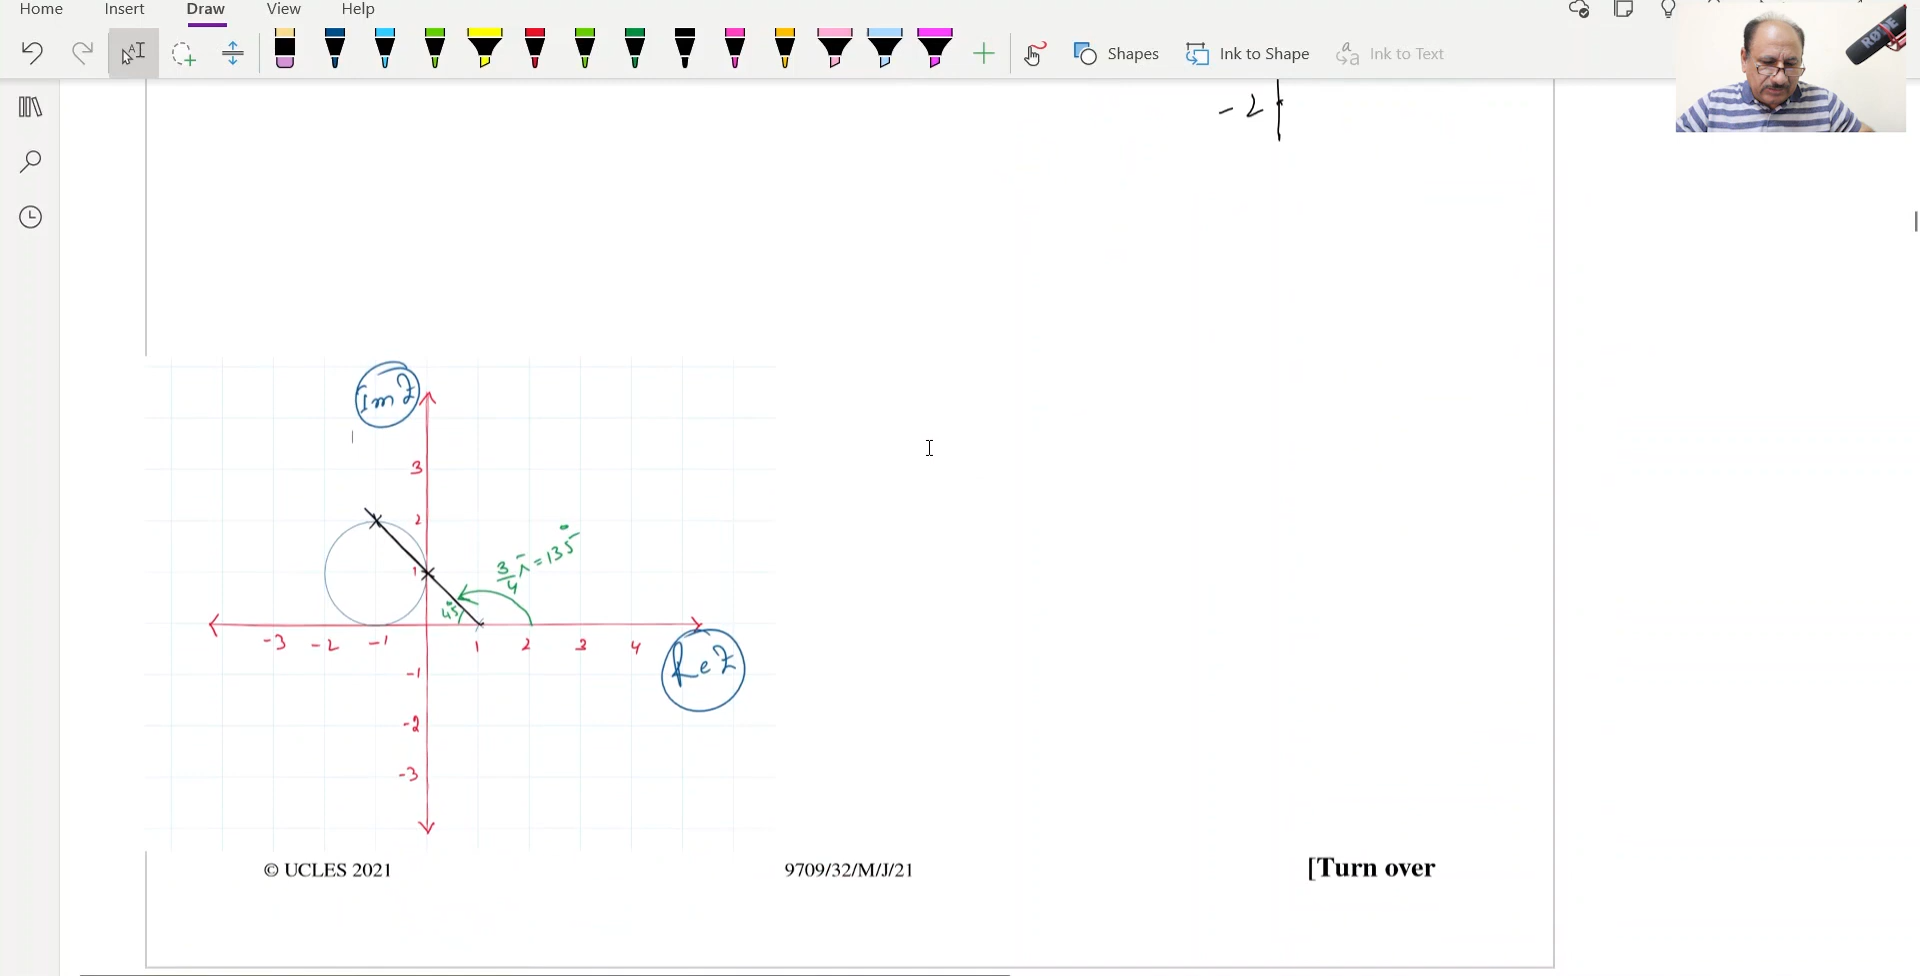 Home Insert Draw View Help
Shapes Ink to Shape Ink to Text
RØDE
-2
Im Z
3
2
1
3/4 π = 135°
45°
-3 -2 -1 1 2 3 4
Re Z
-1
-2
-3
© UCLES 2021 9709/32/M/J/21 [Turn over